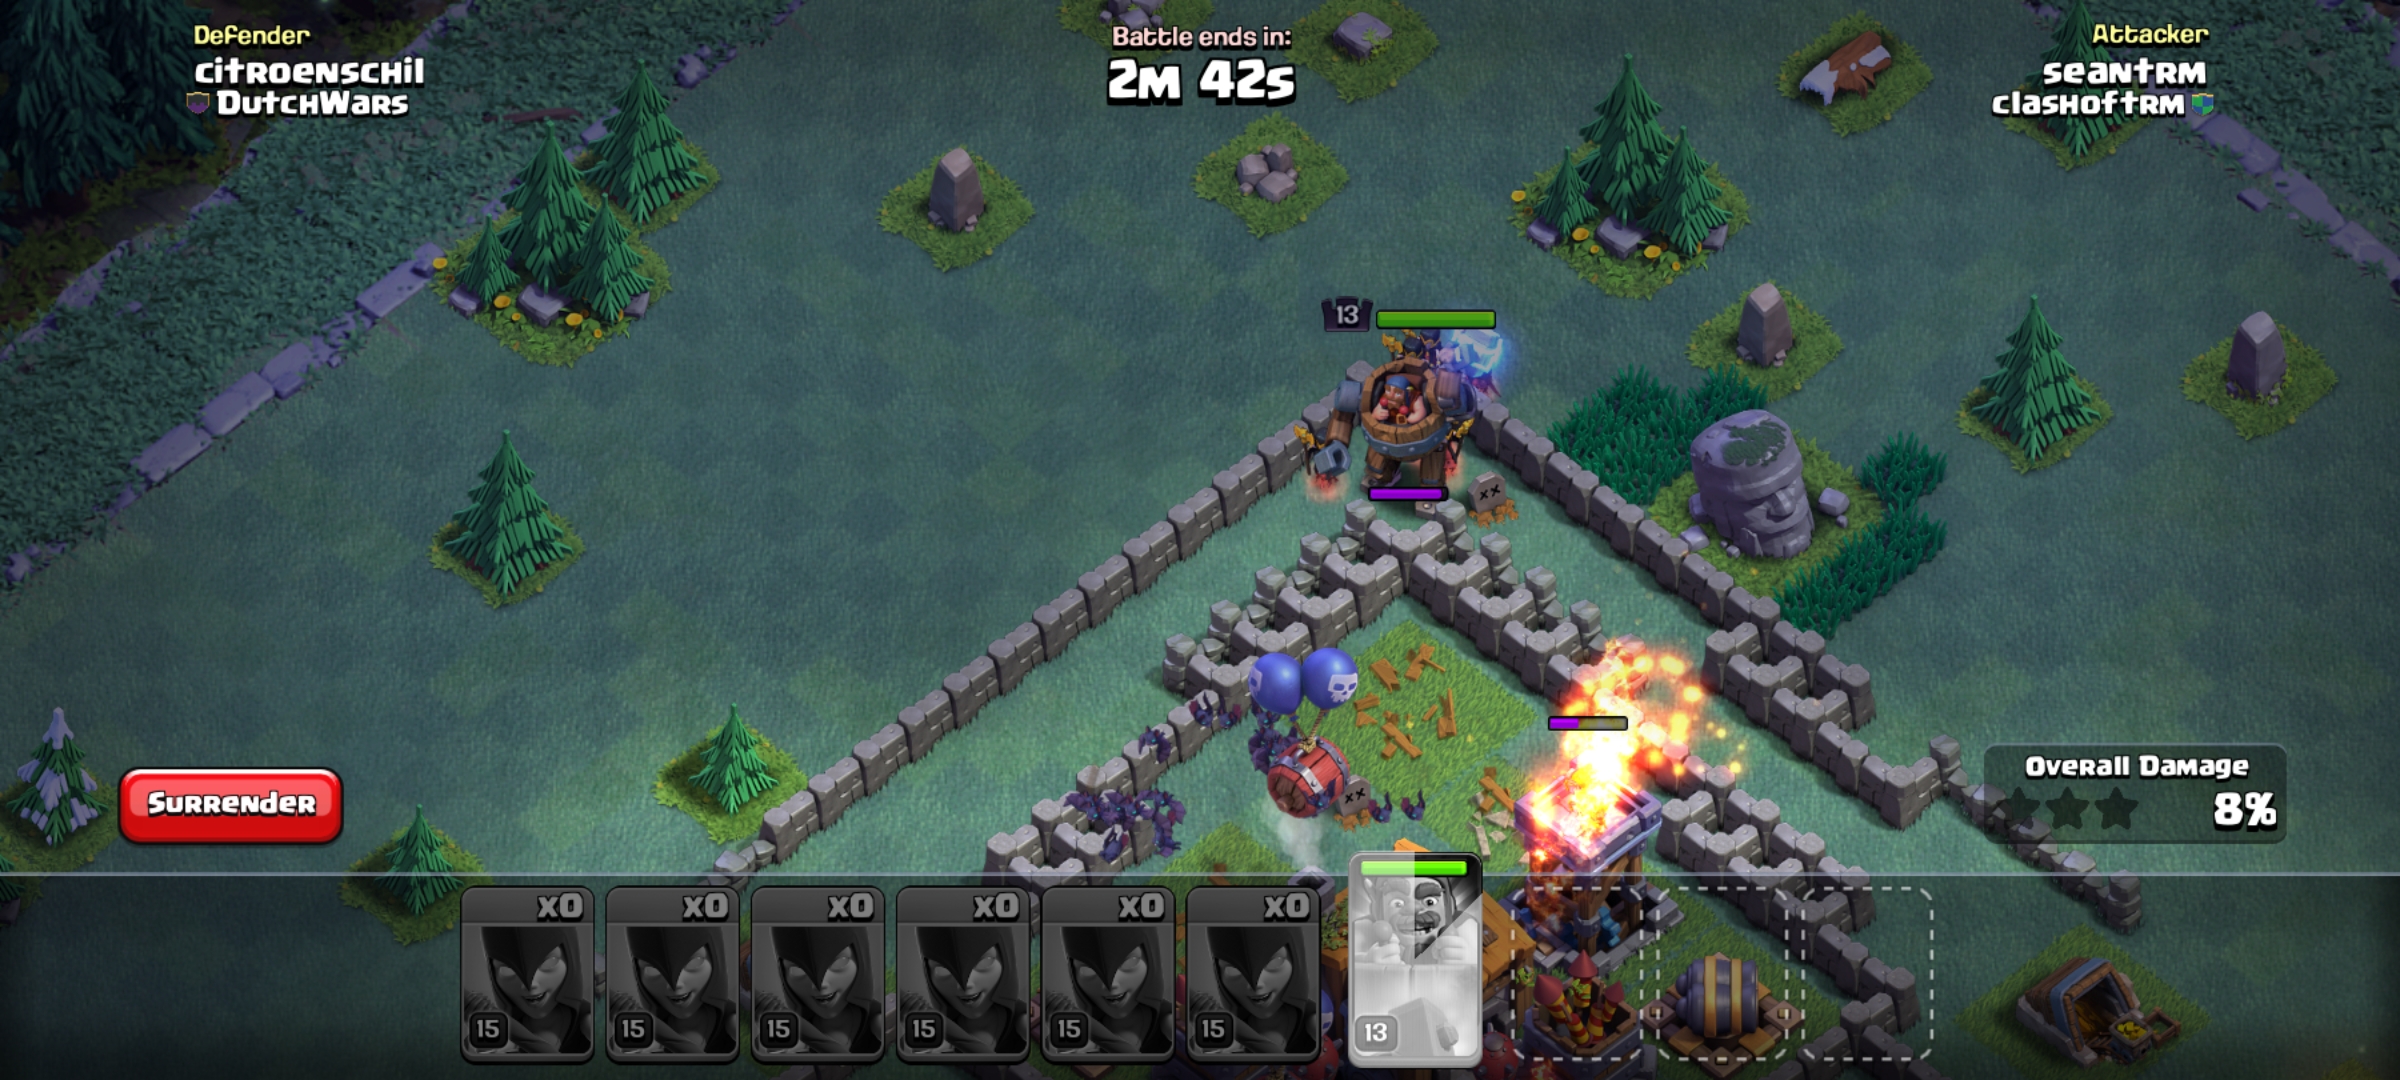 Defender
citroenschil
DutchWars
Battle ends in:
2M 42s
Attacker
seantrm
clashoftrm
13
Surrender
Overall Damage
8%
x0
x0
x0
x0
x0
x0
15
15
15
15
15
15
13